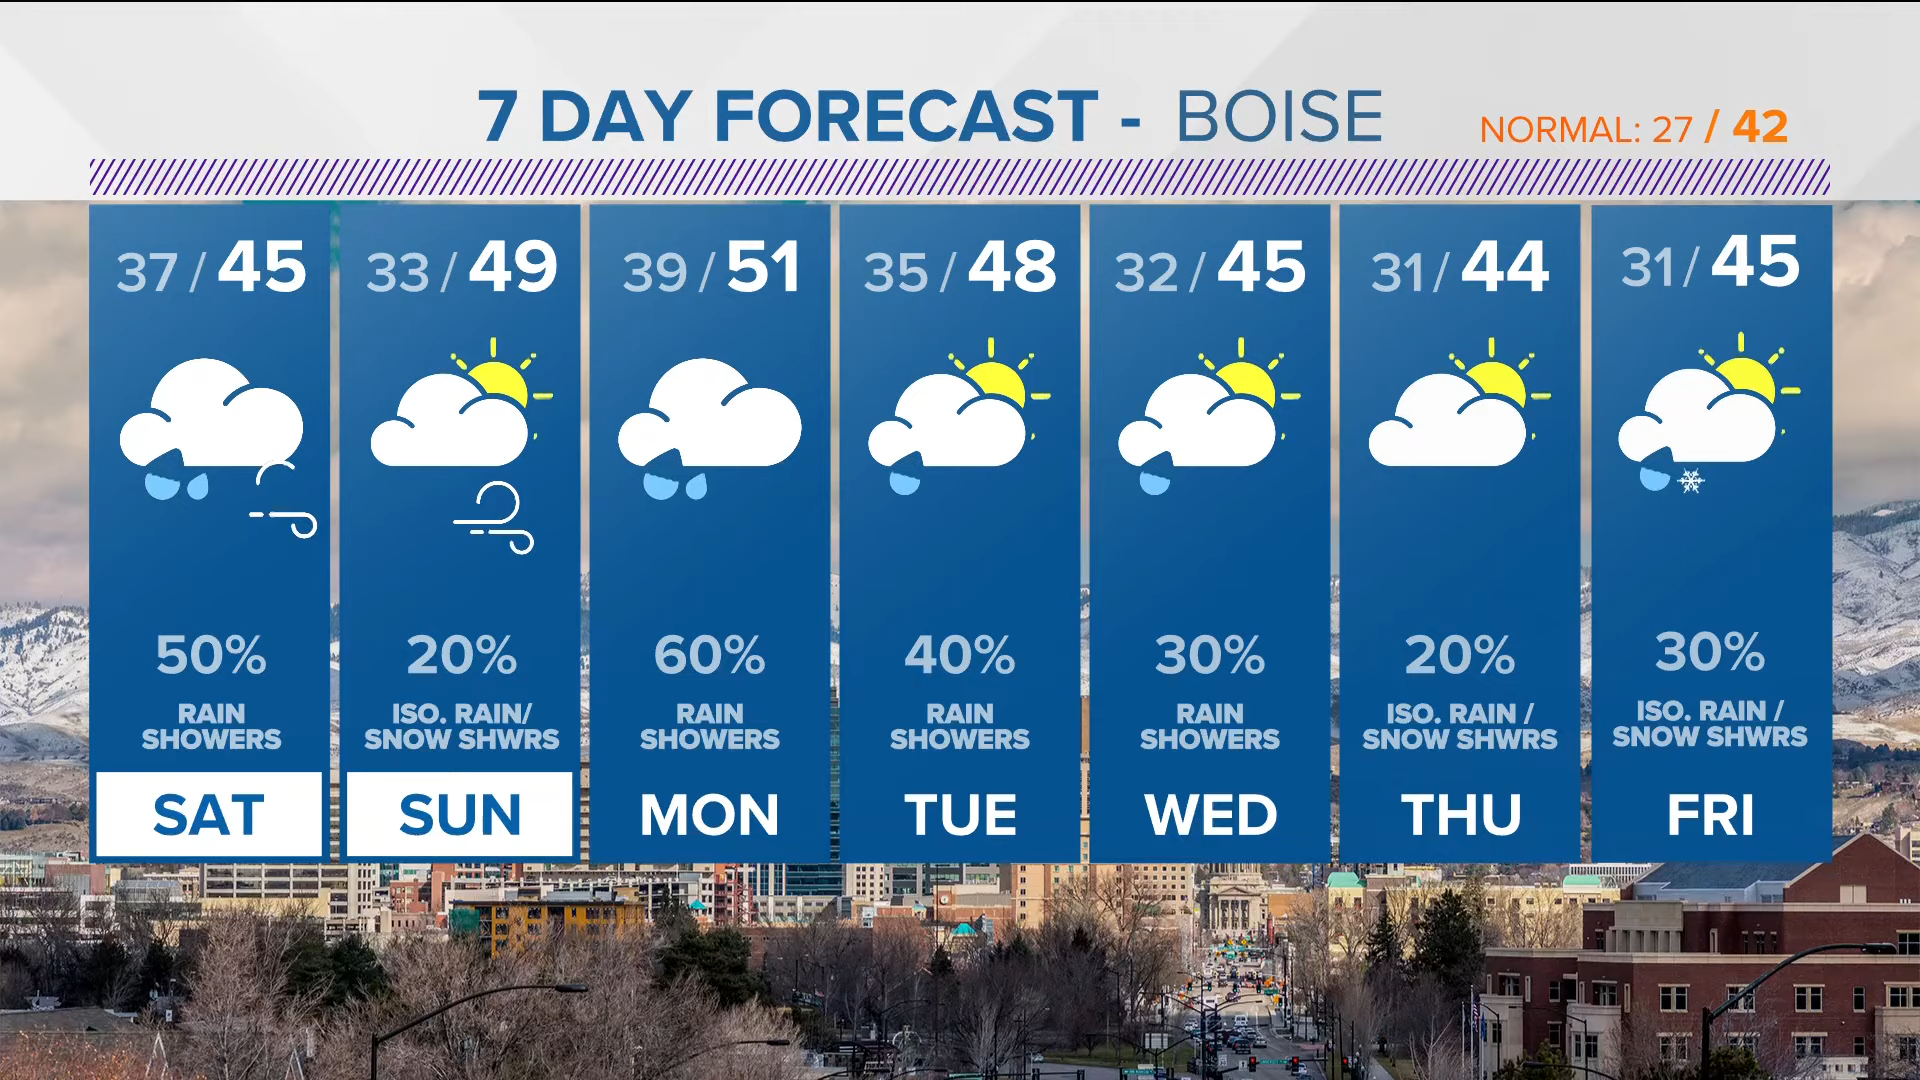 7 DAY FORECAST - BOISE
NORMAL: 27 / 42
37 / 45
50%
RAIN
SHOWERS
SAT
33 / 49
20%
ISO. RAIN/
SNOW SHWRS
SUN
39 / 51
60%
RAIN
SHOWERS
MON
35 / 48
40%
RAIN
SHOWERS
TUE
32 / 45
30%
RAIN
SHOWERS
WED
31 / 44
20%
ISO. RAIN /
SNOW SHWRS
THU
31 / 45
30%
ISO. RAIN /
SNOW SHWRS
FRI